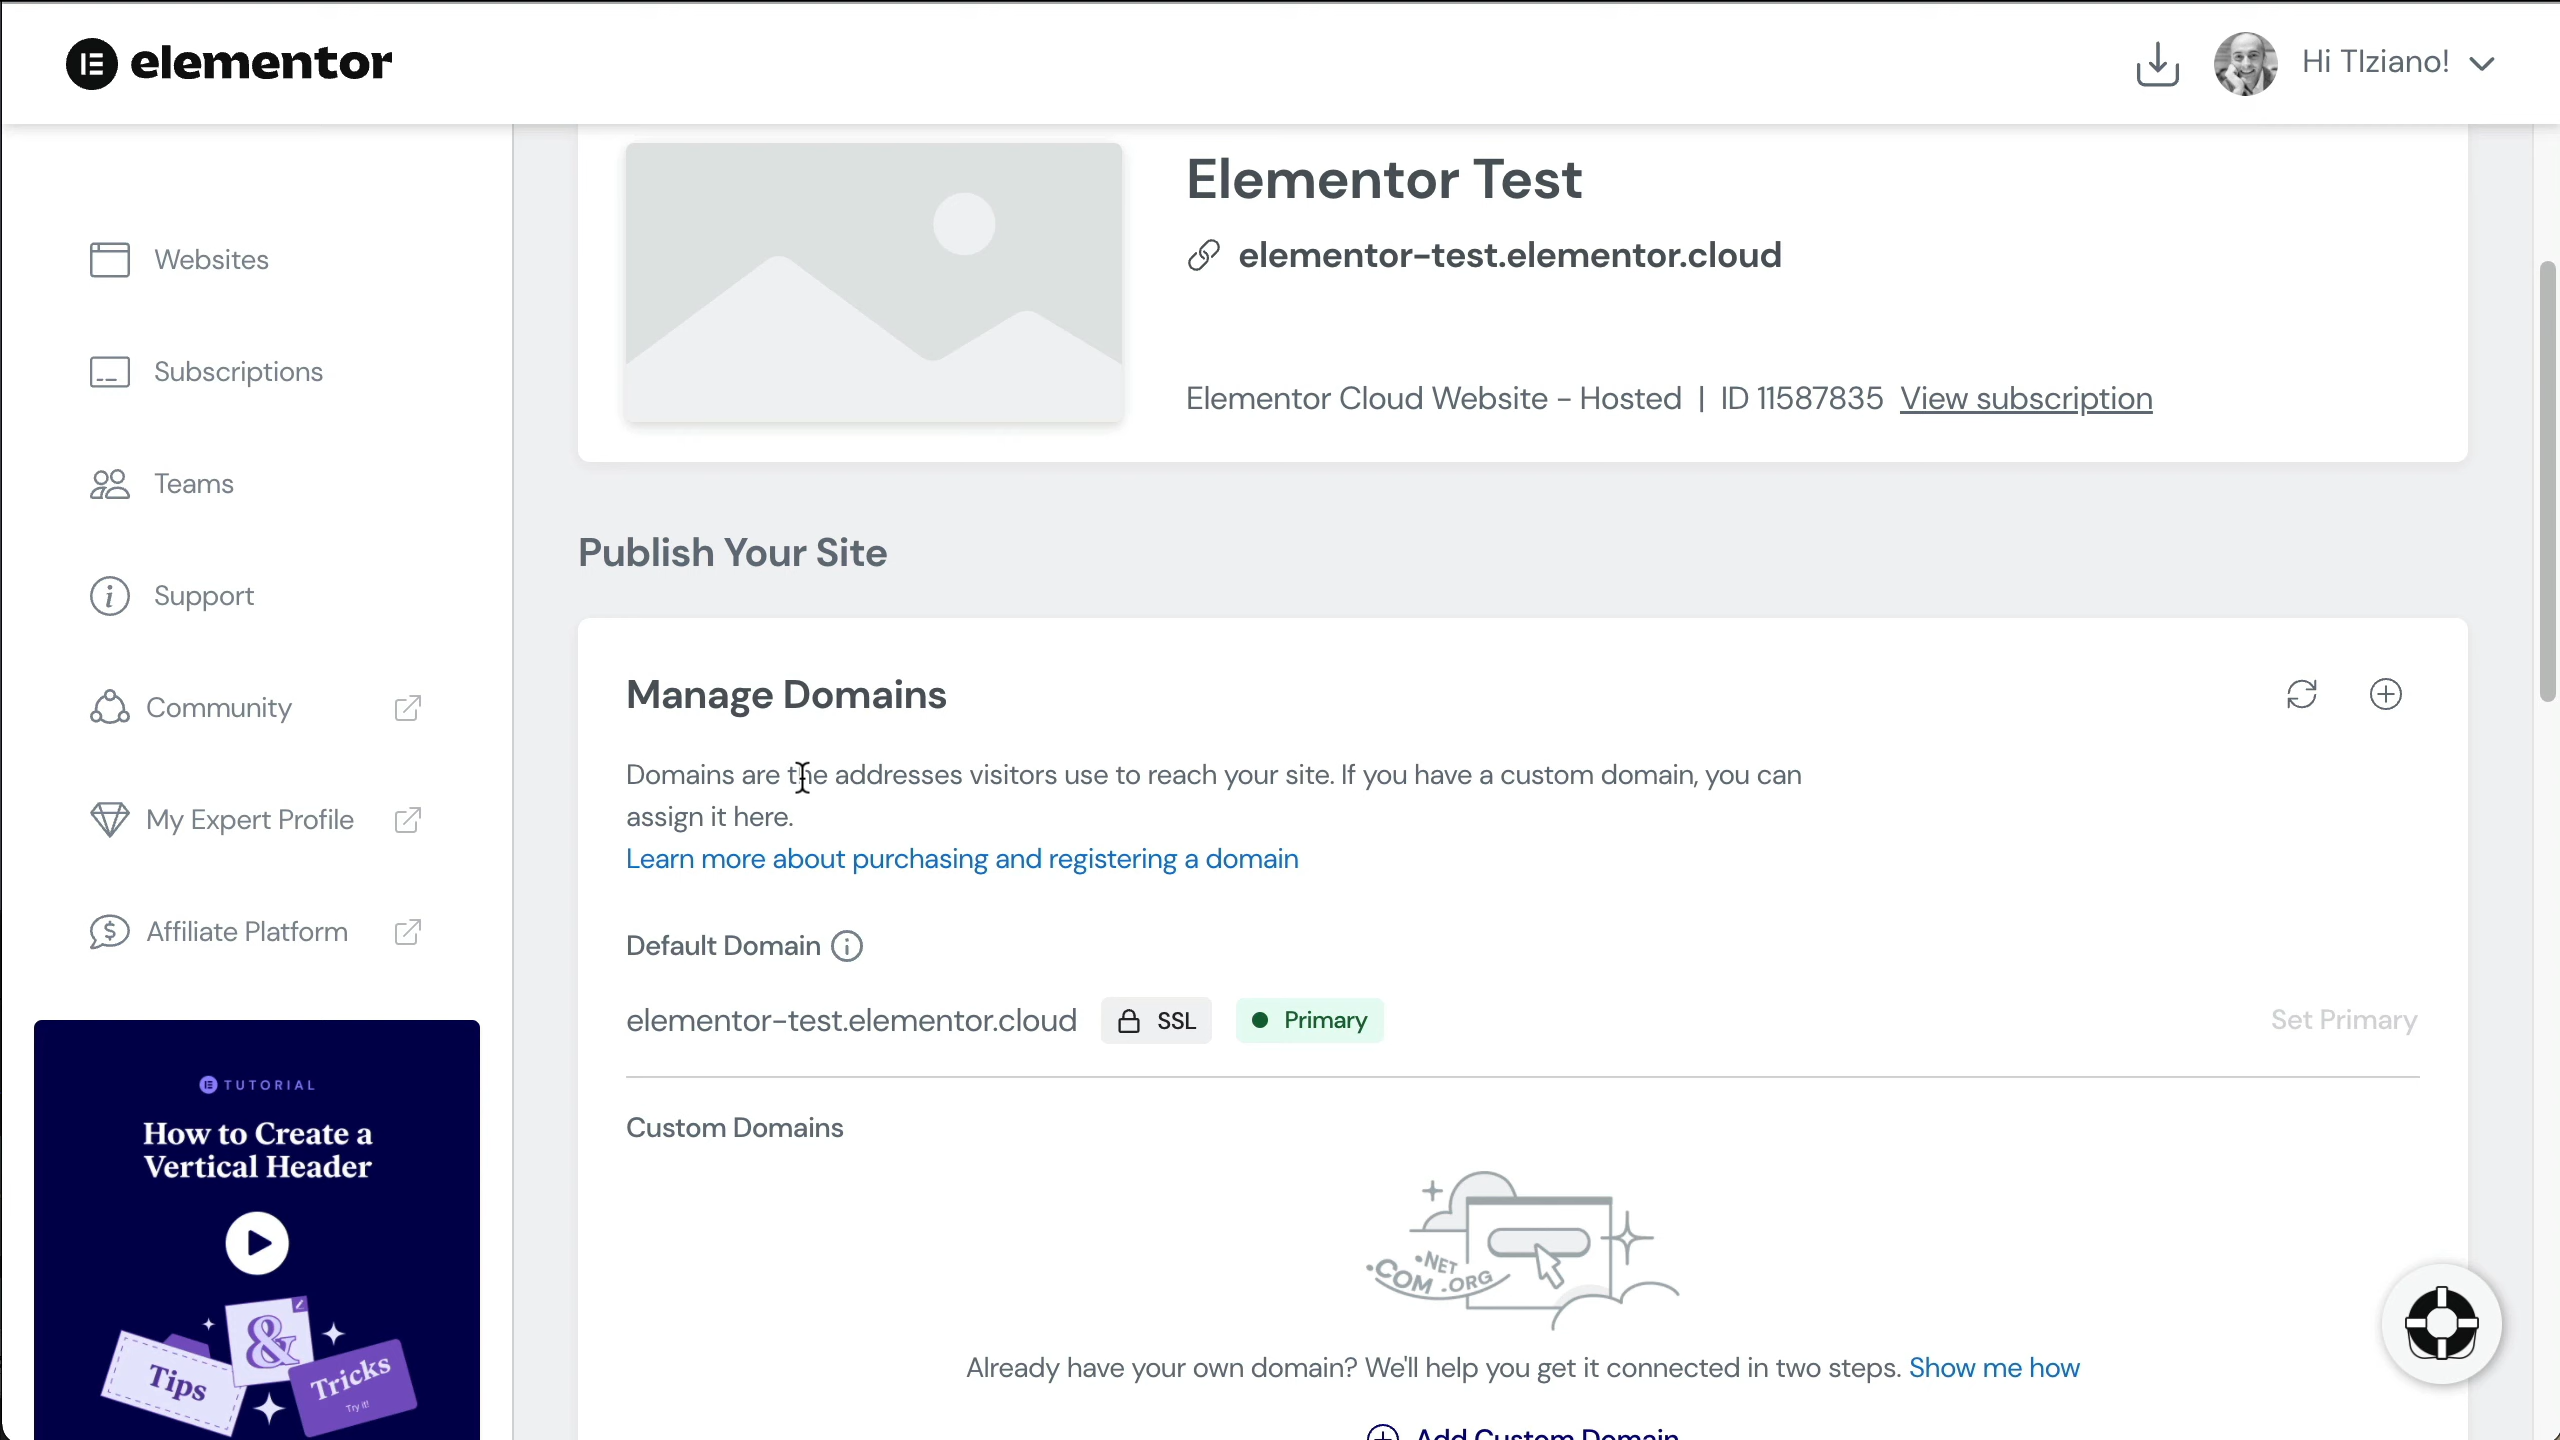 elementor
Hi TIziano!
Websites
Subscriptions
Teams
Support
Community
My Expert Profile
Affiliate Platform
TUTORIAL
How to Create a
Vertical Header
Tips
&
Tricks
Try it!
Elementor Test
elementor-test.elementor.cloud
Elementor Cloud Website - Hosted | ID 11587835 View subscription
Publish Your Site
Manage Domains
Domains are the addresses visitors use to reach your site. If you have a custom domain, you can
assign it here.
Learn more about purchasing and registering a domain
Default Domain
elementor-test.elementor.cloud SSL Primary Set Primary
Custom Domains
.COM .NET .ORG
Already have your own domain? We'll help you get it connected in two steps. Show me how
Add Custom Domain